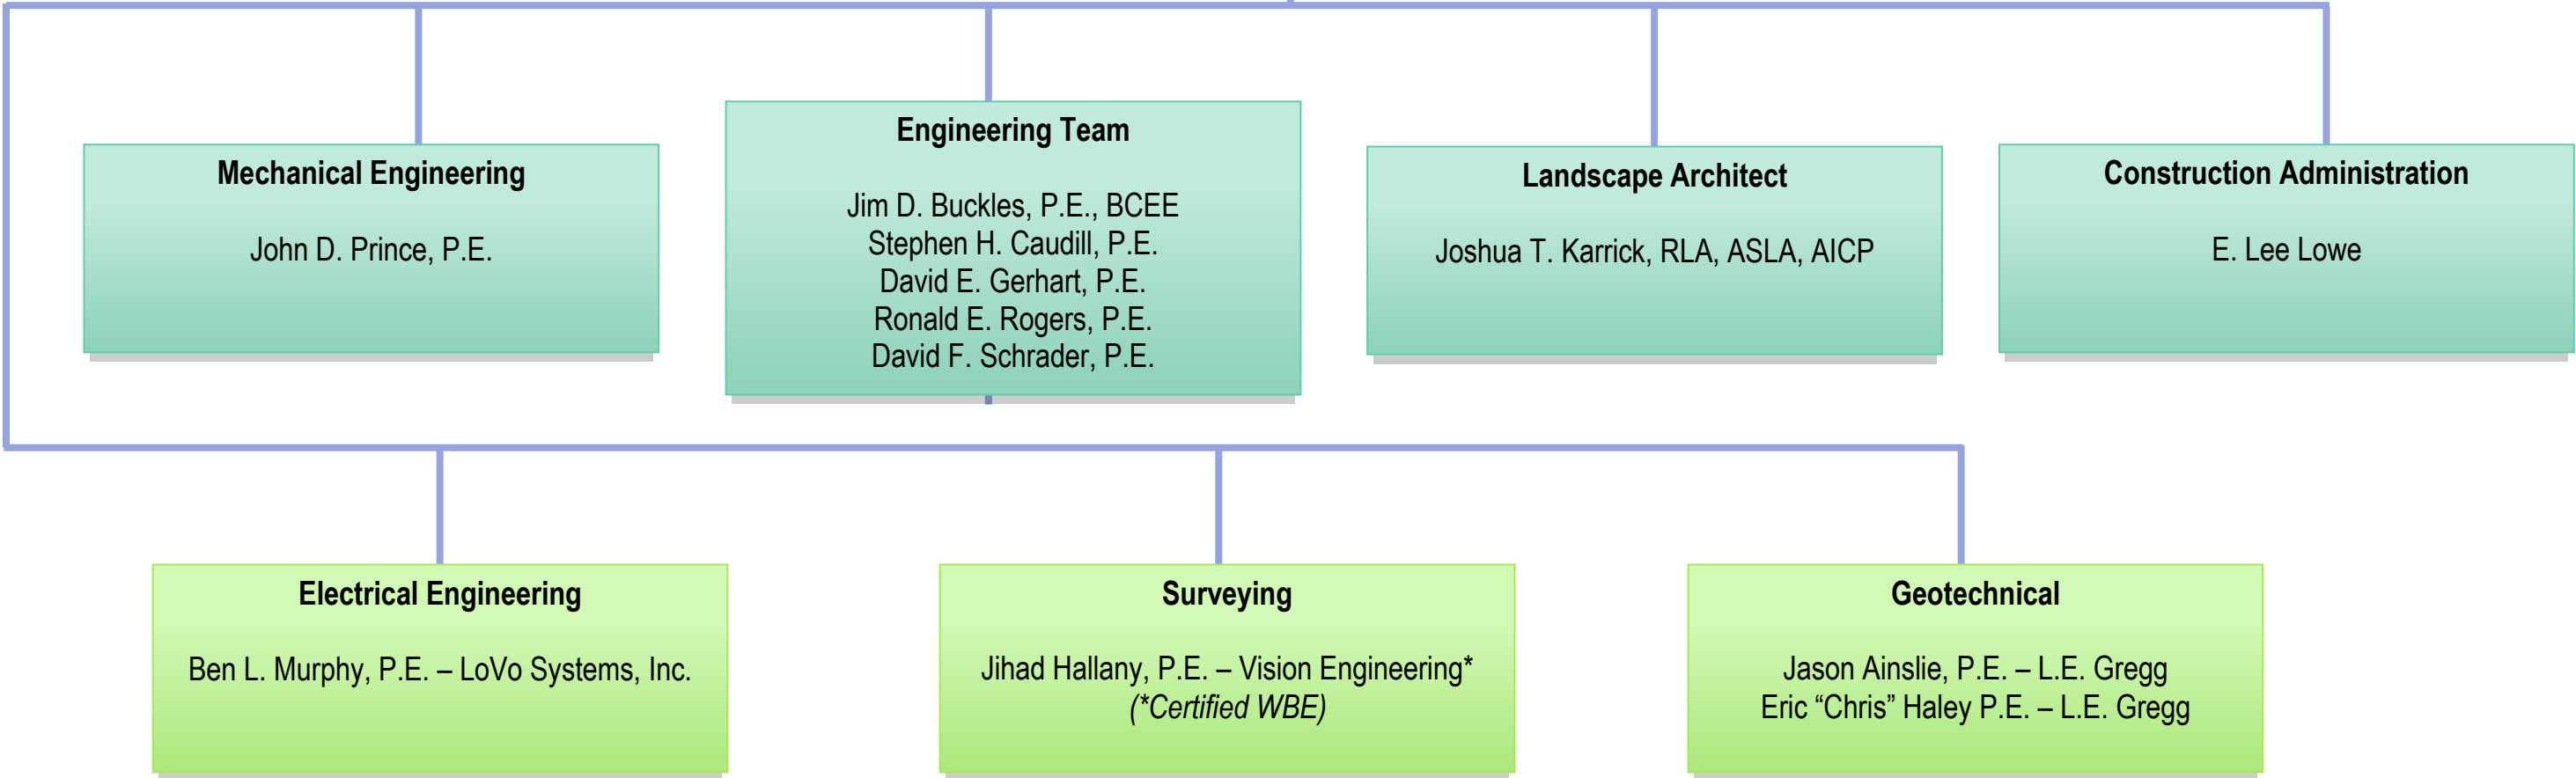 Mechanical Engineering
John D. Prince, P.E.
Engineering Team
Jim D. Buckles, P.E., BCEE
Stephen H. Caudill, P.E.
David E. Gerhart, P.E.
Ronald E. Rogers, P.E.
David F. Schrader, P.E.
Landscape Architect
Joshua T. Karrick, RLA, ASLA, AICP
Construction Administration
E. Lee Lowe
Electrical Engineering
Ben L. Murphy, P.E. – LoVo Systems, Inc.
Surveying
Jihad Hallany, P.E. – Vision Engineering*
(*Certified WBE)
Geotechnical
Jason Ainslie, P.E. – L.E. Gregg
Eric “Chris” Haley P.E. – L.E. Gregg